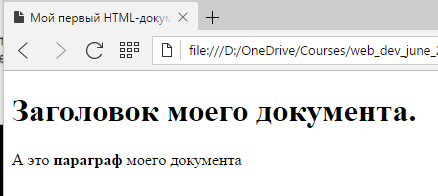 Мой первый HTML-докум
file:///D:/OneDrive/Courses/web_dev_june_2
Заголовок моего документа.
А это параграф моего документа